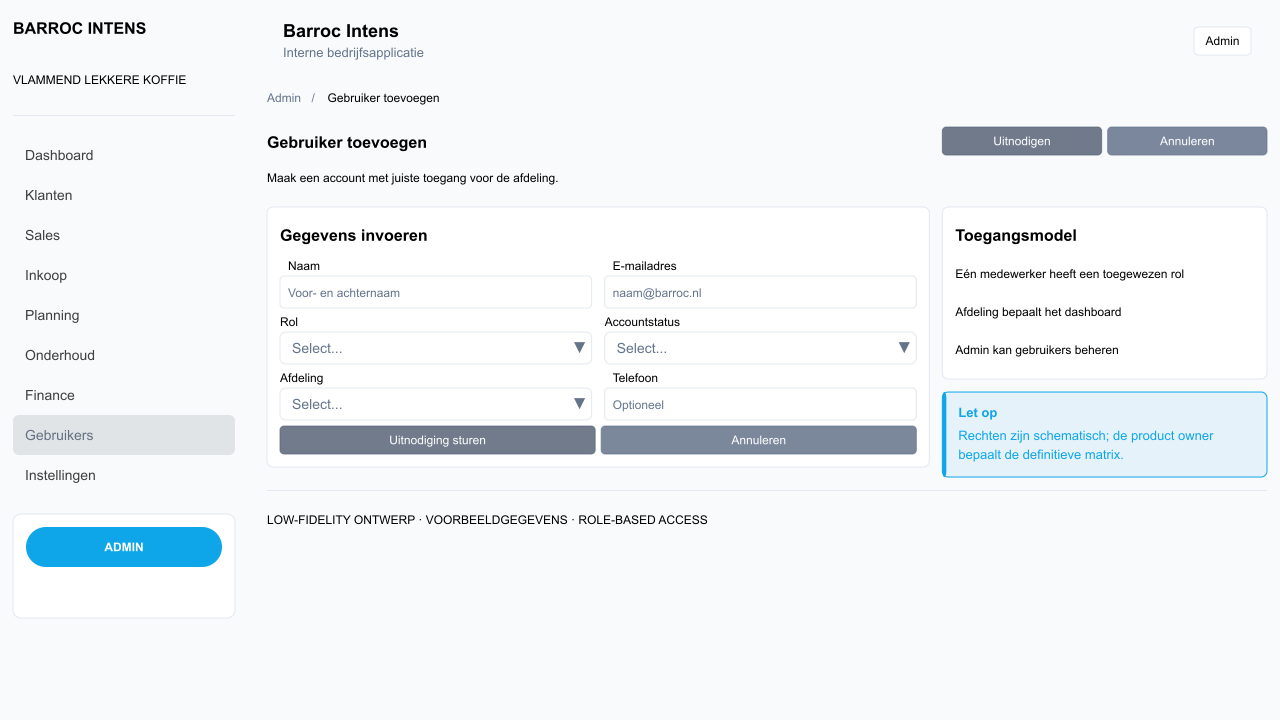 BARROC INTENS
VLAMMEND LEKKERE KOFFIE
Dashboard
Klanten
Sales
Inkoop
Planning
Onderhoud
Finance
Gebruikers
Instellingen
ADMIN
Barroc Intens
Interne bedrijfsapplicatie
Admin
Admin / Gebruiker toevoegen
Gebruiker toevoegen
Uitnodigen
Annuleren
Maak een account met juiste toegang voor de afdeling.
Gegevens invoeren
Naam
Voor- en achternaam
E-mailadres
naam@barroc.nl
Rol
Select...
Accountstatus
Select...
Afdeling
Select...
Telefoon
Optioneel
Uitnodiging sturen
Annuleren
Toegangsmodel
Eén medewerker heeft een toegewezen rol
Afdeling bepaalt het dashboard
Admin kan gebruikers beheren
Let op
Rechten zijn schematisch; de product owner
bepaalt de definitieve matrix.
LOW-FIDELITY ONTWERP · VOORBEELDGEGEVENS · ROLE-BASED ACCESS